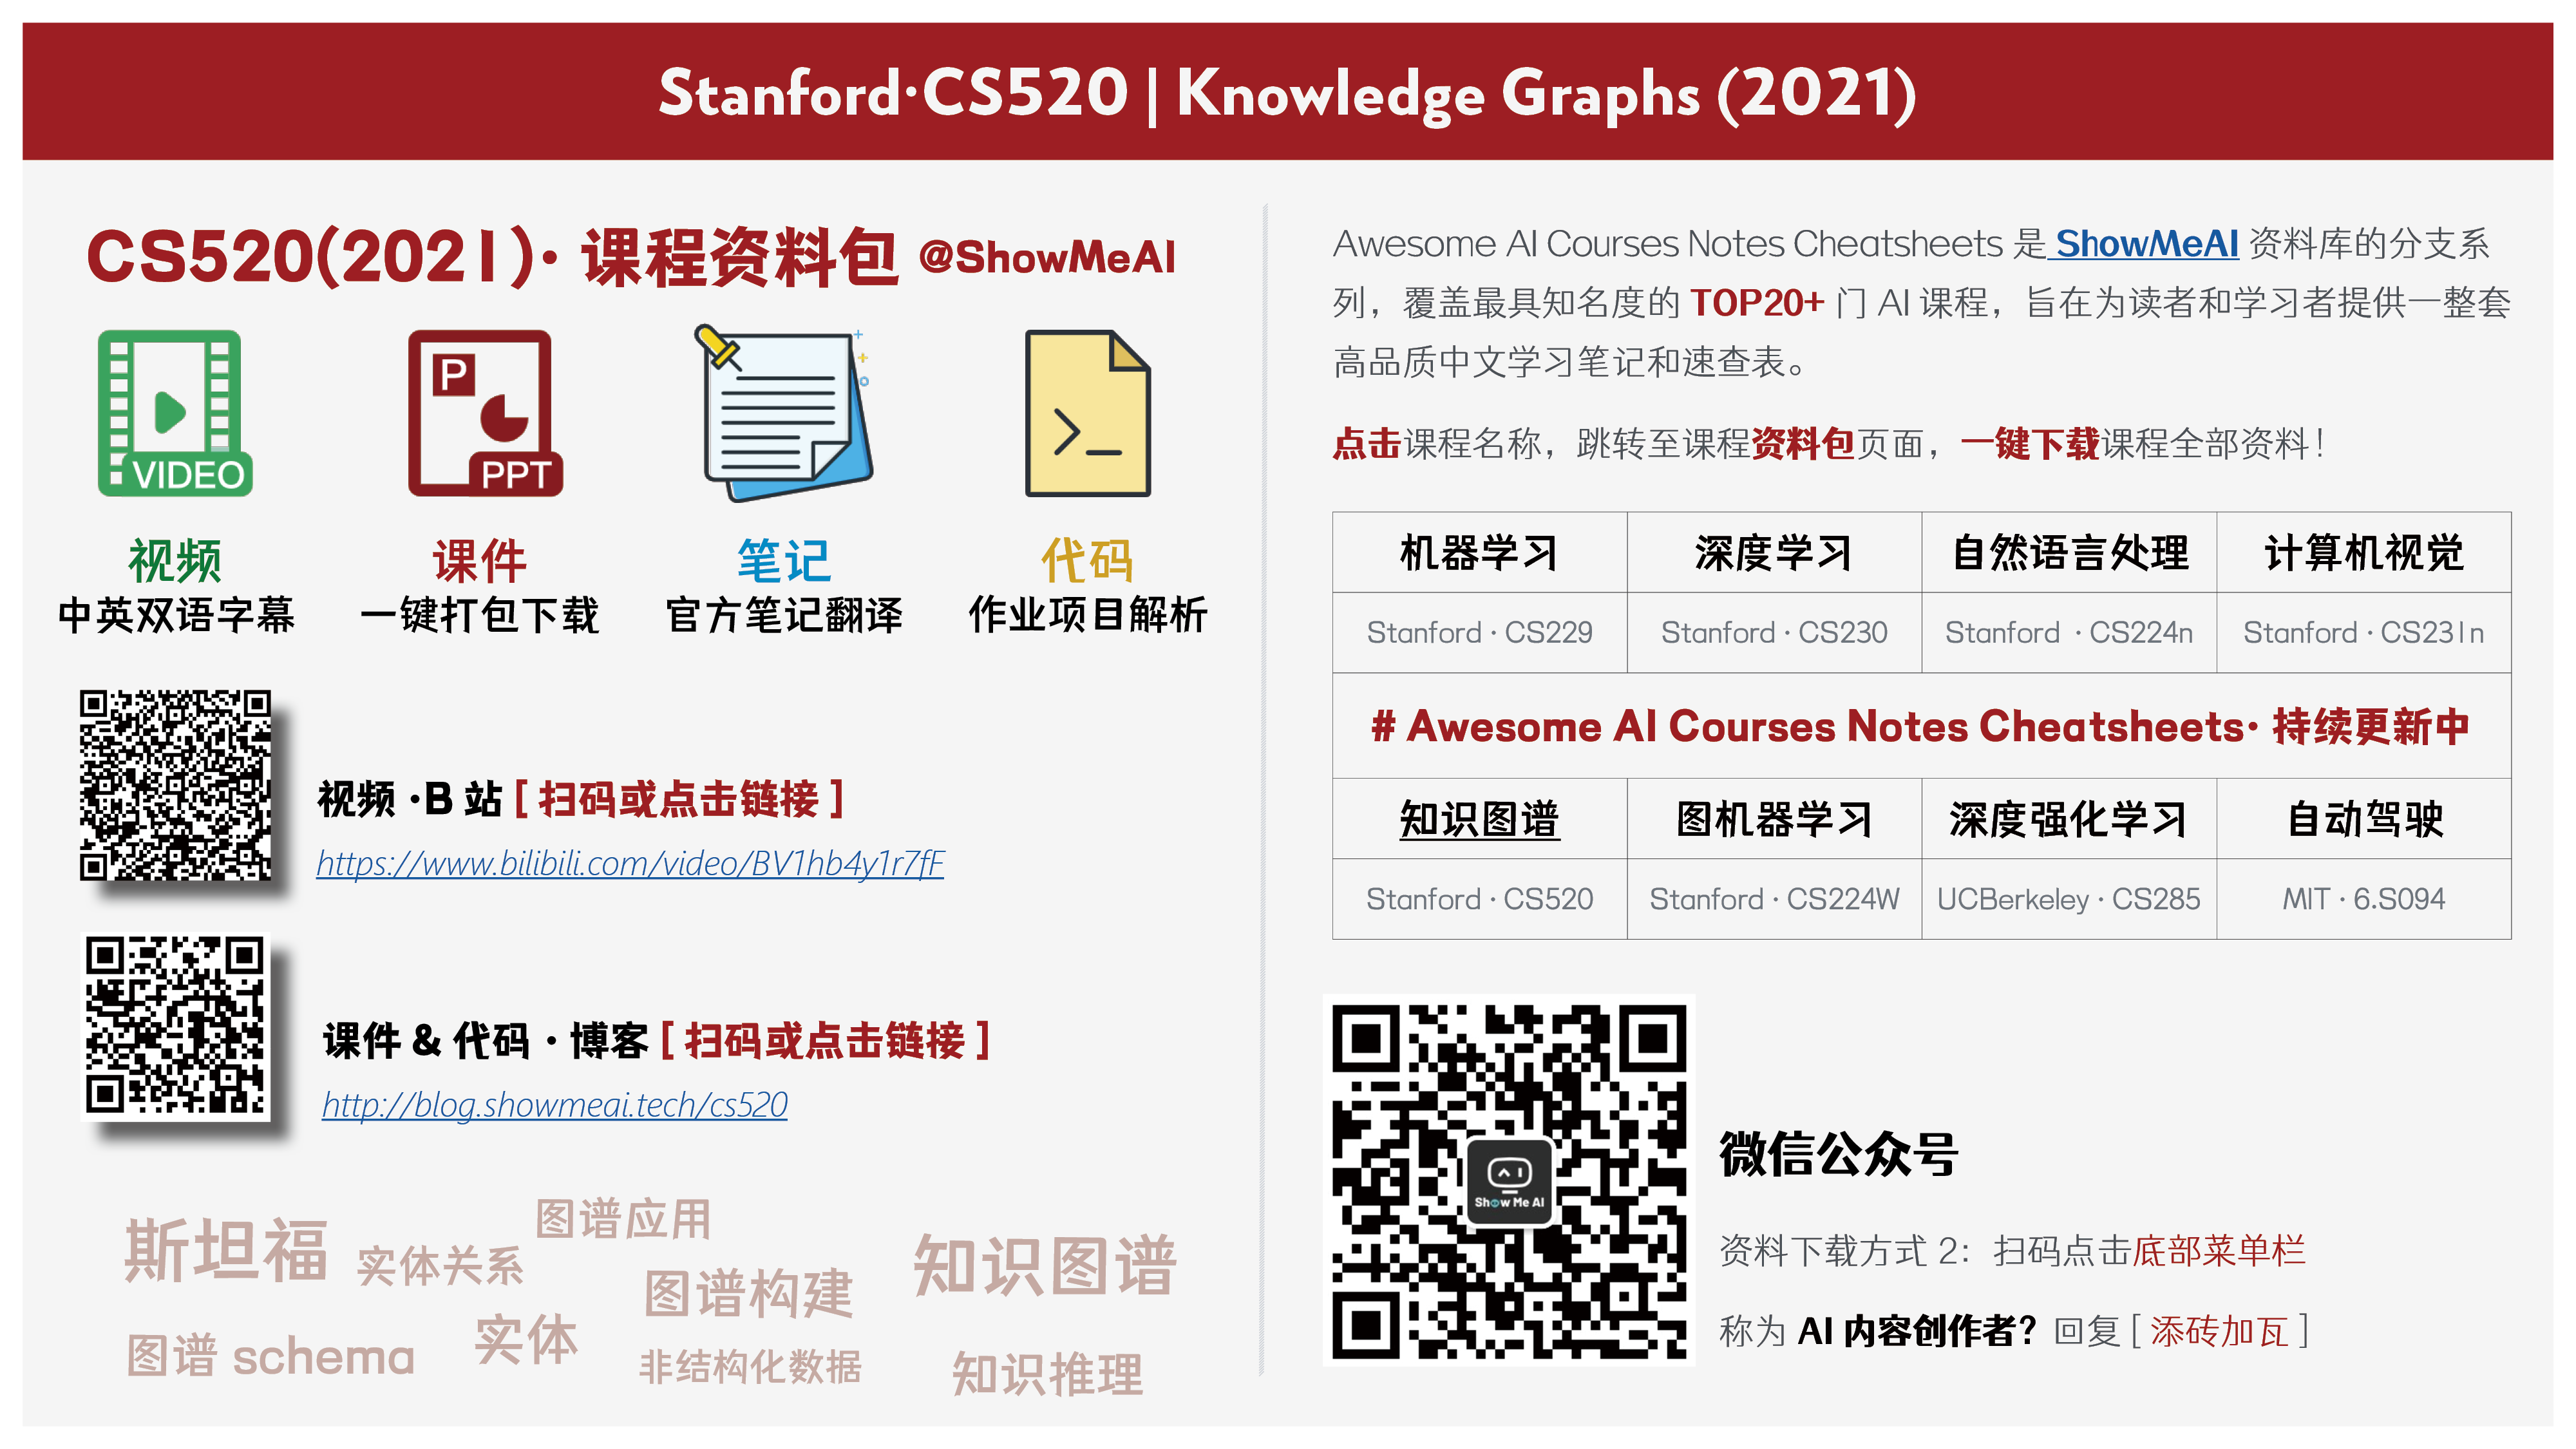 Stanford·CS520 | Knowledge Graphs (2021)
CS520(2021)· 课程资料包 @ShowMeAI
VIDEO
P
PPT
视频
课件
笔记
代码
中英双语字幕
一键打包下载
官方笔记翻译
作业项目解析
视频 ·B 站 [ 扫码或点击链接 ]
https://www.bilibili.com/video/BV1hb4y1r7fF
课件 & 代码 · 博客 [ 扫码或点击链接 ]
http://blog.showmeai.tech/cs520
斯坦福
图谱应用
实体关系
知识图谱
图谱构建
图谱 schema
实体
非结构化数据
知识推理
Awesome AI Courses Notes Cheatsheets 是 ShowMeAI 资料库的分支系
列，覆盖最具知名度的 TOP20+ 门 AI 课程，旨在为读者和学习者提供一整套
高品质中文学习笔记和速查表。
点击课程名称，跳转至课程资料包页面，一键下载课程全部资料！
机器学习 深度学习 自然语言处理 计算机视觉
Stanford · CS229 Stanford · CS230 Stanford · CS224n Stanford · CS231n
# Awesome AI Courses Notes Cheatsheets· 持续更新中
知识图谱 图机器学习 深度强化学习 自动驾驶
Stanford · CS520 Stanford · CS224W UCBerkeley · CS285 MIT · 6.S094
Show Me AI
微信公众号
资料下载方式 2：扫码点击底部菜单栏
称为 AI 内容创作者？回复 [ 添砖加瓦 ]